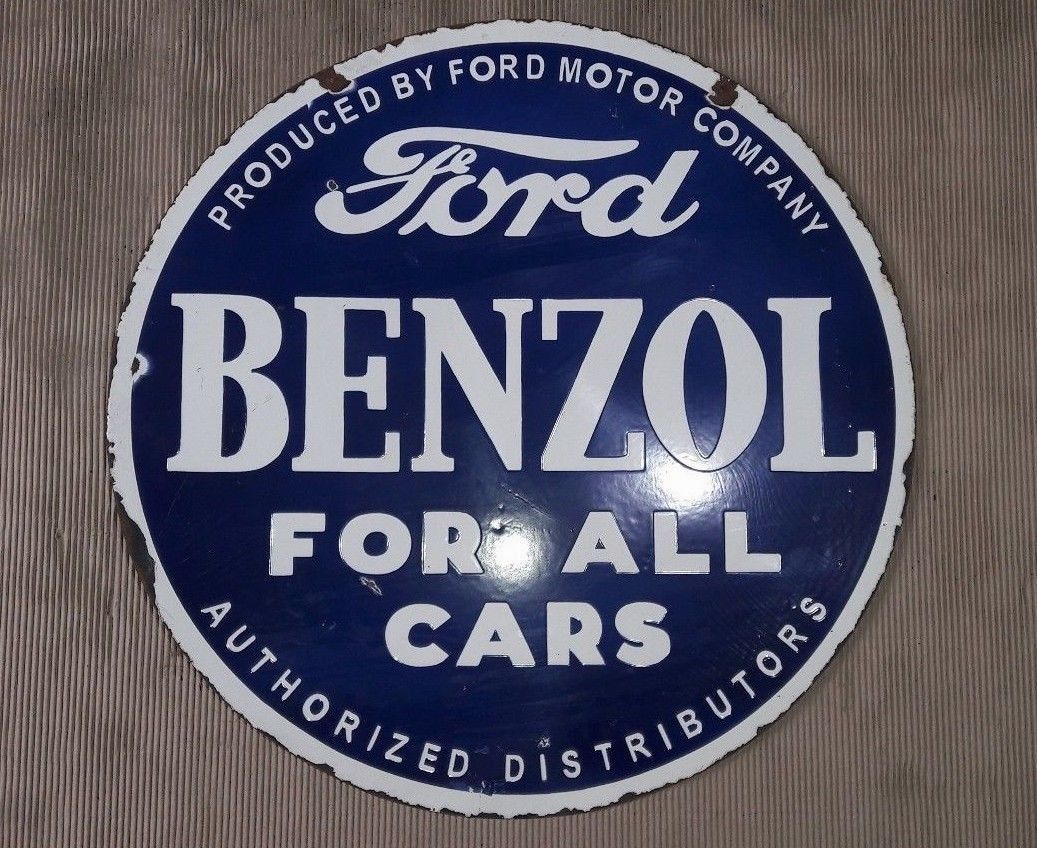 PRODUCED BY FORD MOTOR COMPANY
Ford
BENZOL
FOR ALL
CARS
AUTHORIZED DISTRIBUTORS